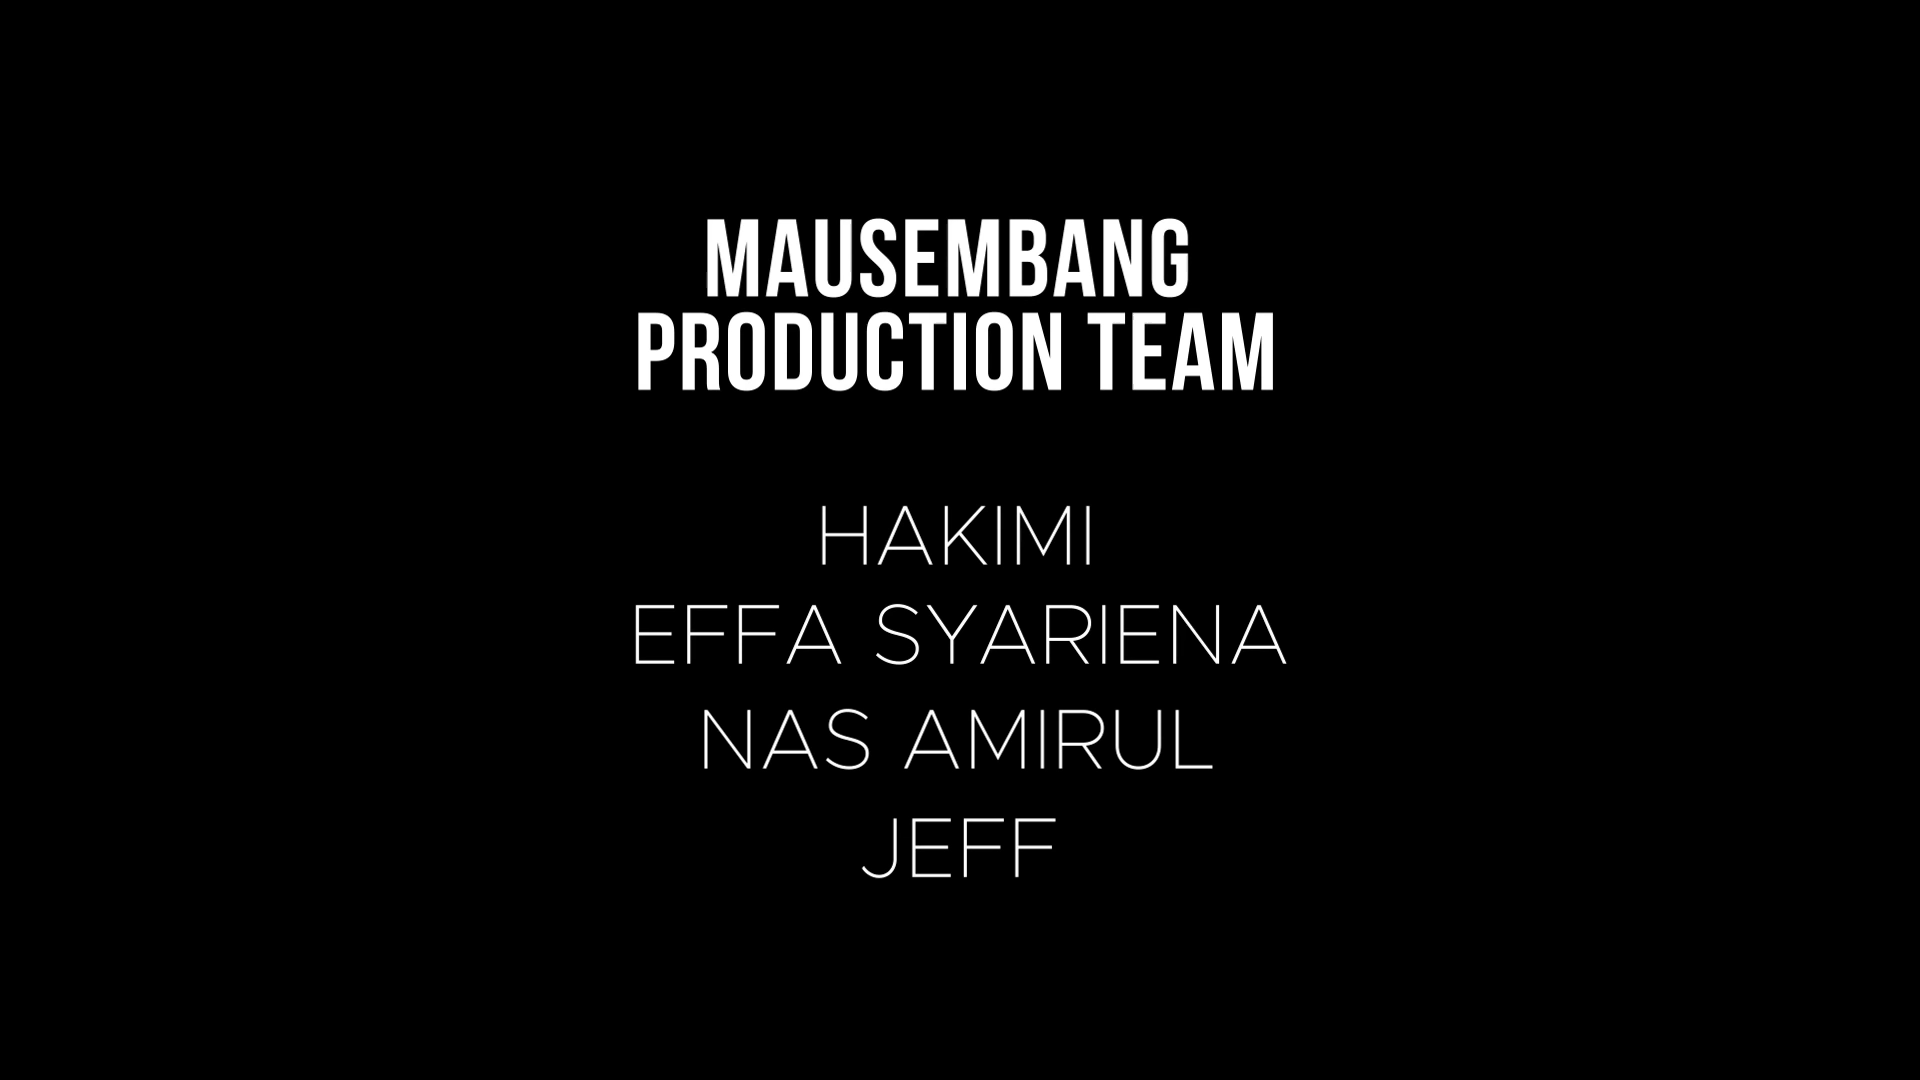 MAUSEMBANG
PRODUCTION TEAM
HAKIMI
EFFA SYARIENA
NAS AMIRUL
JEFF